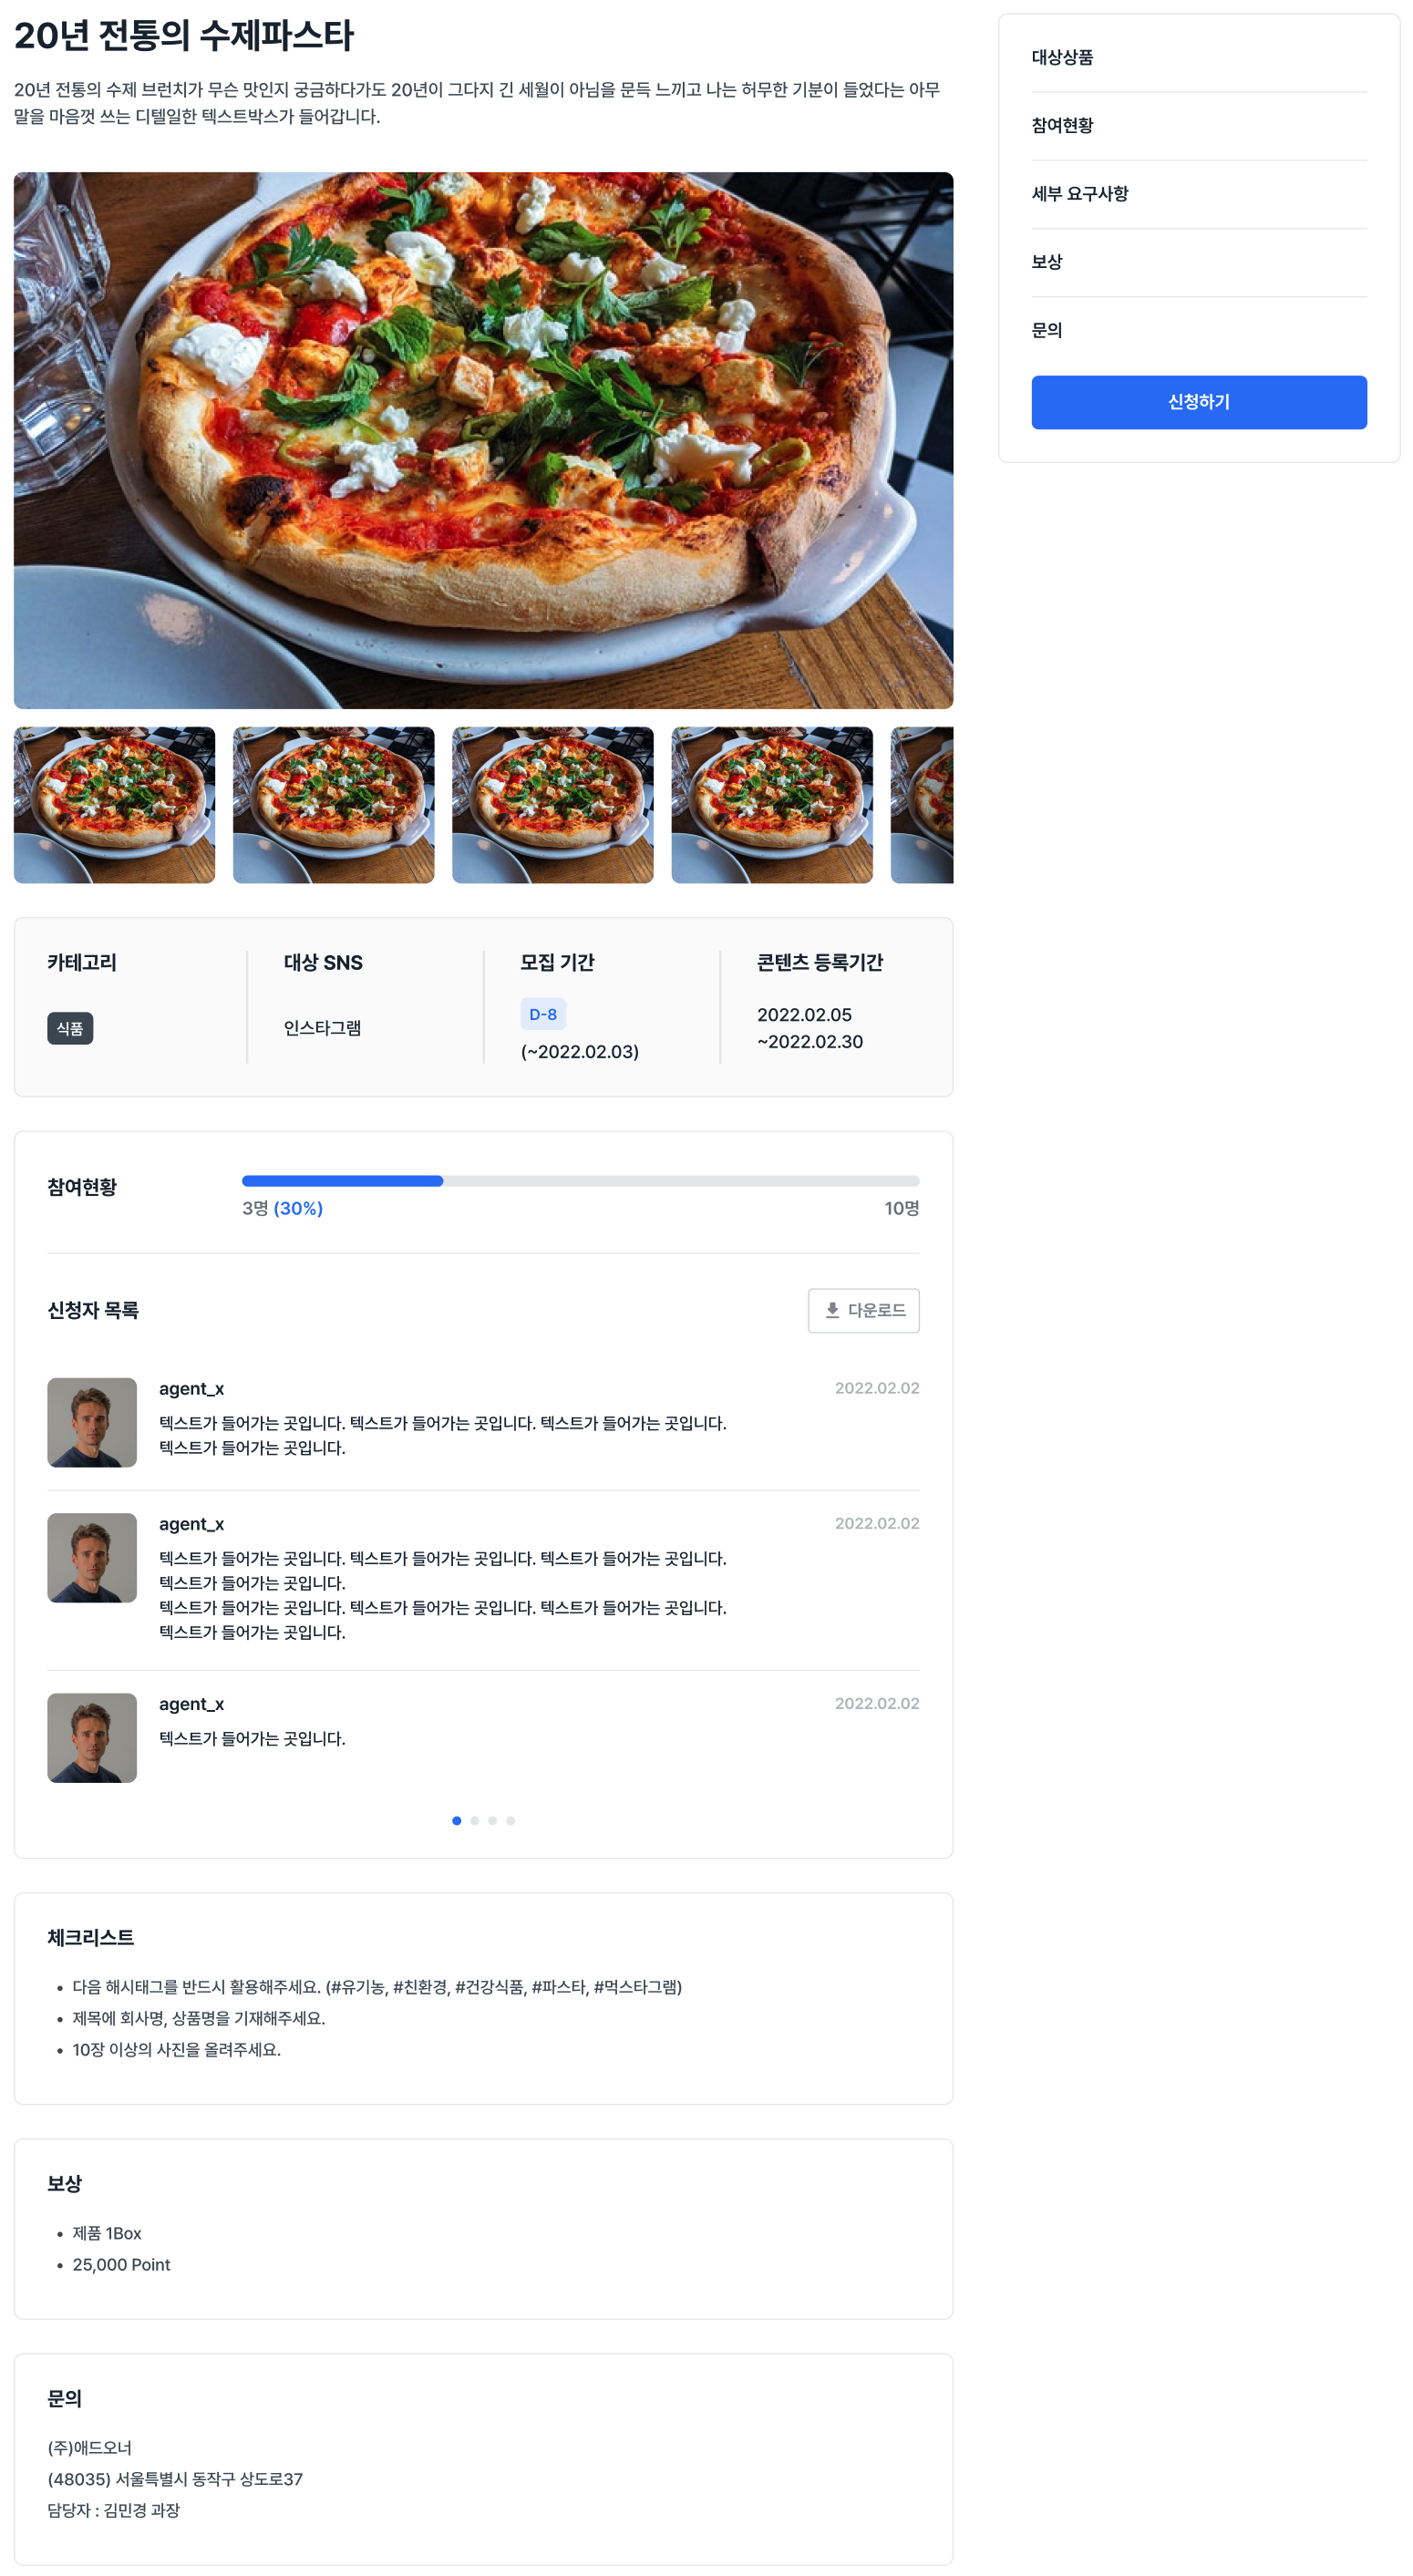 20년 전통의 수제파스타
20년 전통의 수제 브런치가 무슨 맛인지 궁금하다가도 20년이 그다지 긴 세월이 아님을 문득 느끼고 나는 허무한 기분이 들었다는 아무
말을 마음껏 쓰는 디텔일한 텍스트박스가 들어갑니다.
대상상품
참여현황
세부 요구사항
보상
문의
신청하기
카테고리
식품
대상 SNS
인스타그램
모집 기간
D-8
(~2022.02.03)
콘텐츠 등록기간
2022.02.05
~2022.02.30
참여현황
3명 (30%)
10명
신청자 목록
다운로드
agent_x
2022.02.02
텍스트가 들어가는 곳입니다. 텍스트가 들어가는 곳입니다. 텍스트가 들어가는 곳입니다.
텍스트가 들어가는 곳입니다.
agent_x
2022.02.02
텍스트가 들어가는 곳입니다. 텍스트가 들어가는 곳입니다. 텍스트가 들어가는 곳입니다.
텍스트가 들어가는 곳입니다.
텍스트가 들어가는 곳입니다. 텍스트가 들어가는 곳입니다. 텍스트가 들어가는 곳입니다.
텍스트가 들어가는 곳입니다.
agent_x
2022.02.02
텍스트가 들어가는 곳입니다.
체크리스트
• 다음 해시태그를 반드시 활용해주세요. (#유기농, #친환경, #건강식품, #파스타, #먹스타그램)
• 제목에 회사명, 상품명을 기재해주세요.
• 10장 이상의 사진을 올려주세요.
보상
• 제품 1Box
• 25,000 Point
문의
(주)애드오너
(48035) 서울특별시 동작구 상도로37
담당자 : 김민경 과장